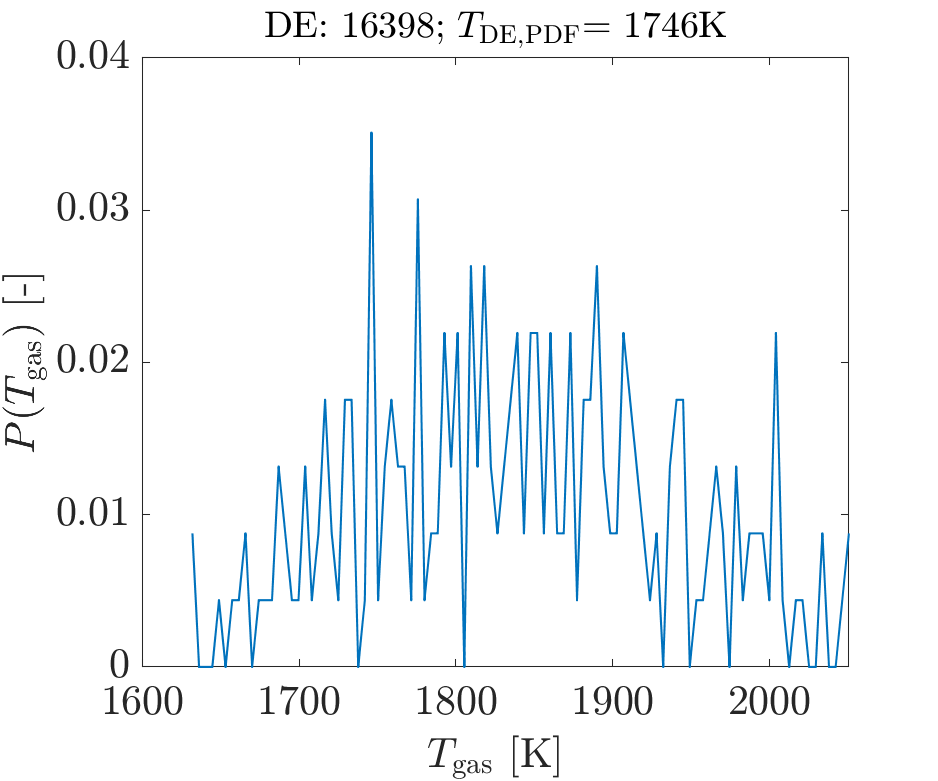 DE: 16398; T_DE,PDF= 1746K
0.04
0.03
0.02
0.01
0
P(T_gas) [-]
1600 1700 1800 1900 2000
T_gas [K]